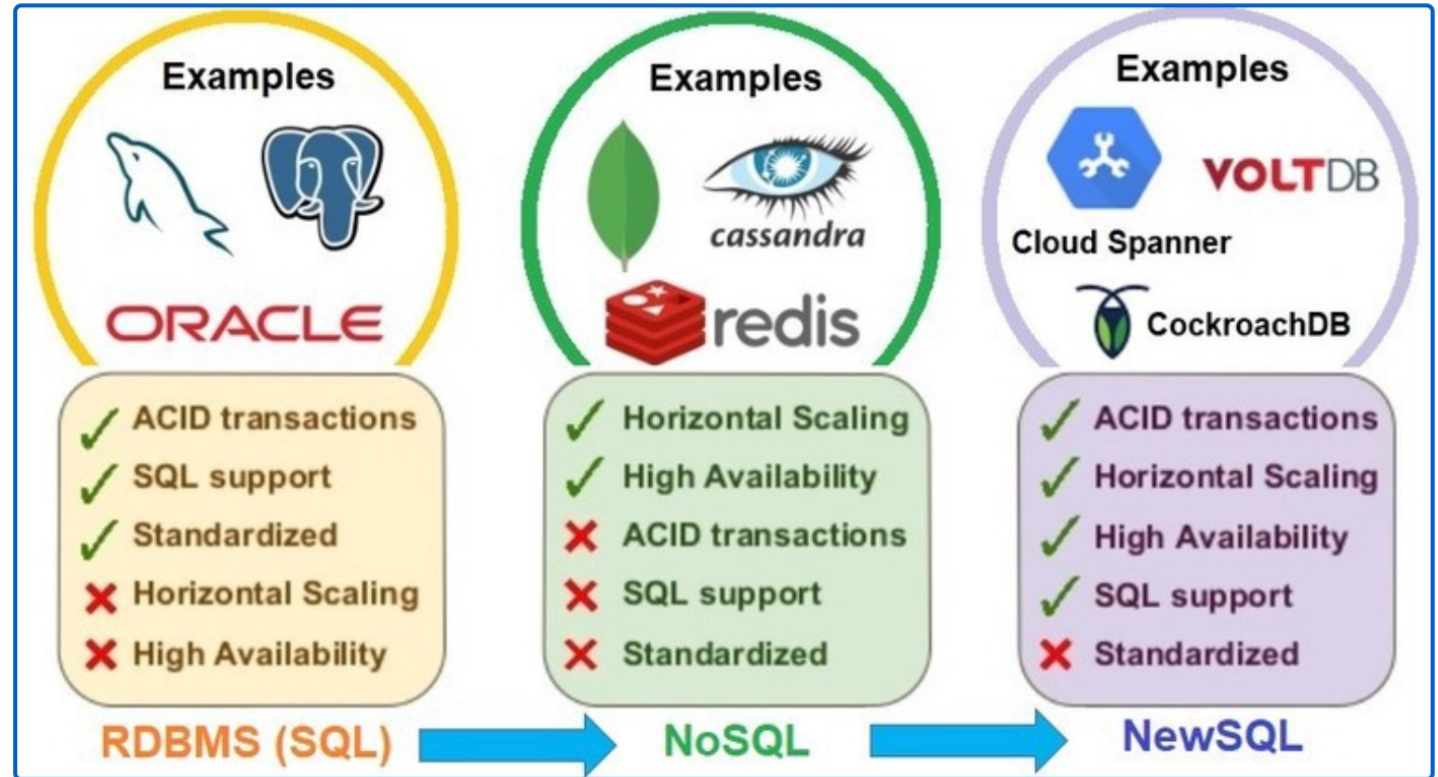 Examples
ORACLE
ACID transactions
SQL support
Standardized
Horizontal Scaling
High Availability
RDBMS (SQL)
Examples
cassandra
redis
Horizontal Scaling
High Availability
ACID transactions
SQL support
Standardized
NoSQL
Examples
VOLTDB
Cloud Spanner
CockroachDB
ACID transactions
Horizontal Scaling
High Availability
SQL support
Standardized
NewSQL